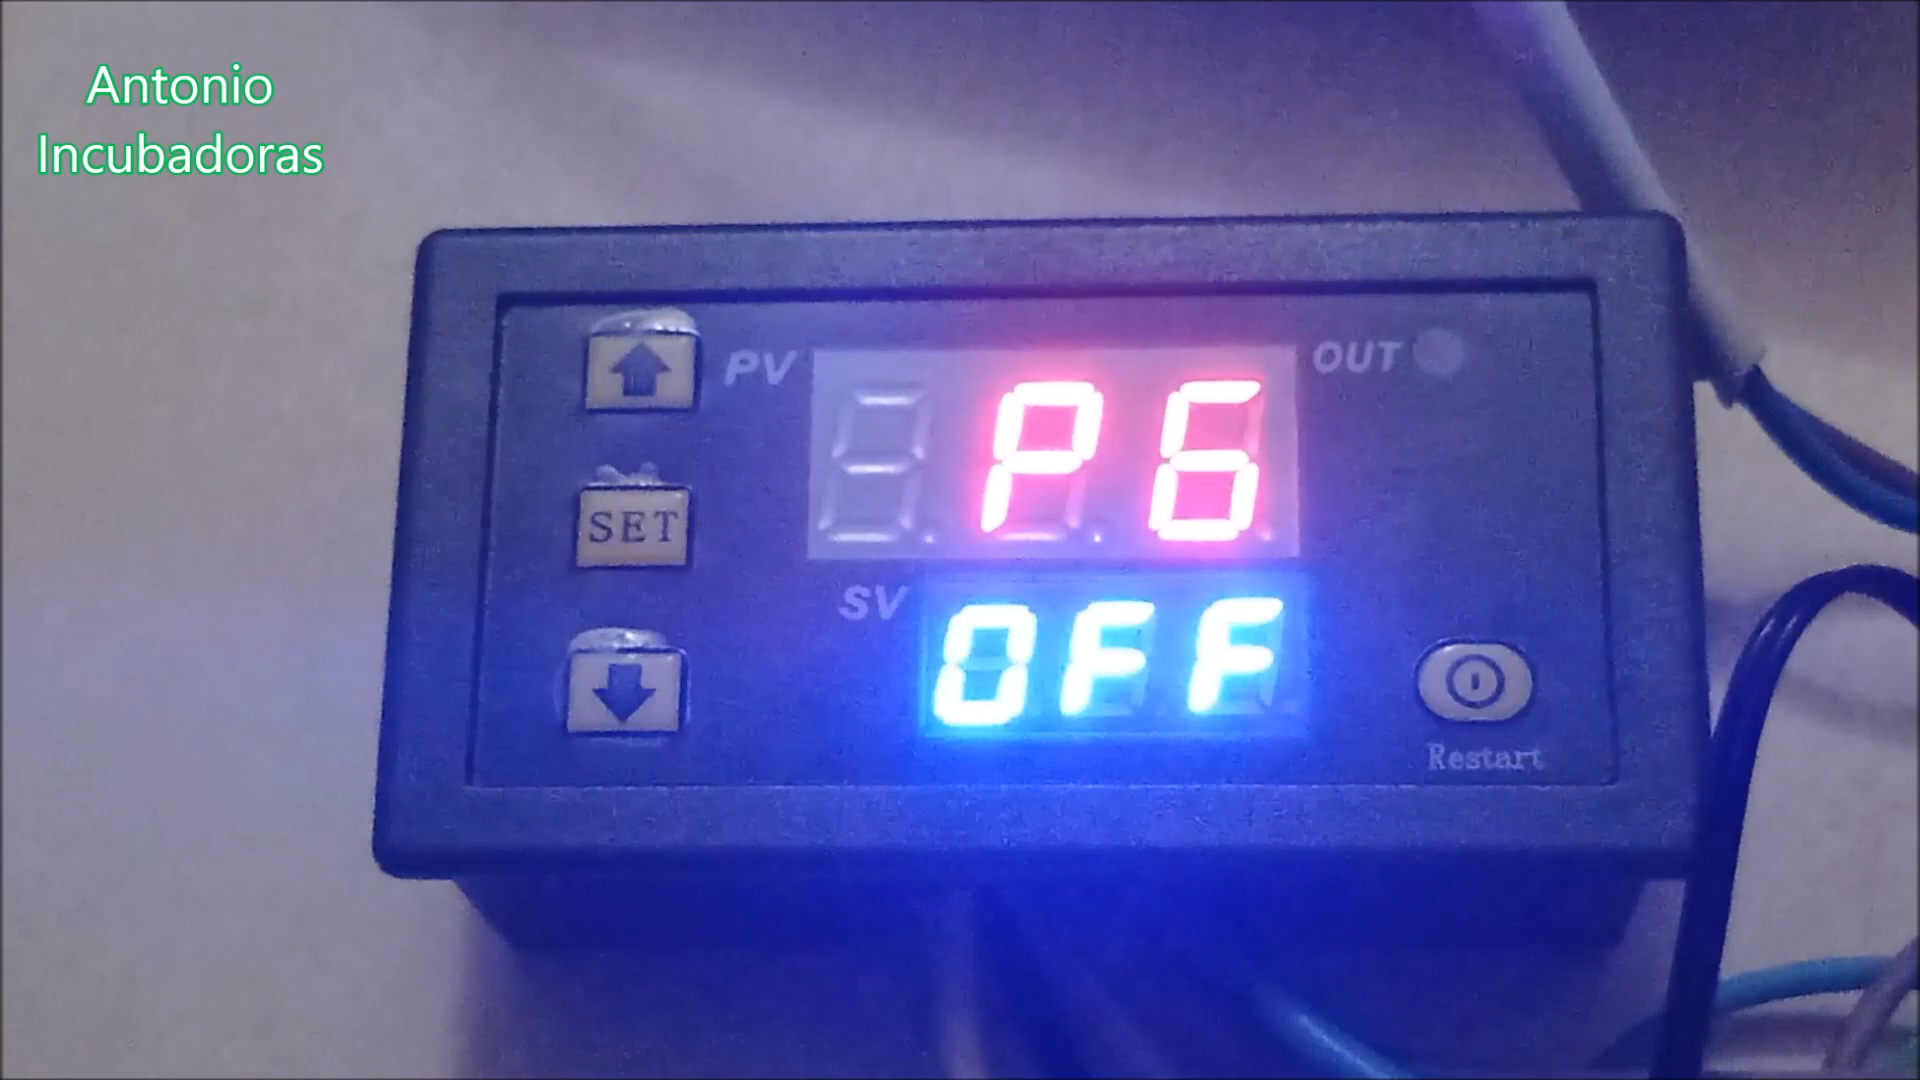 Antonio
Incubadoras
PV
P6
OUT
SET
SV
OFF
Restart